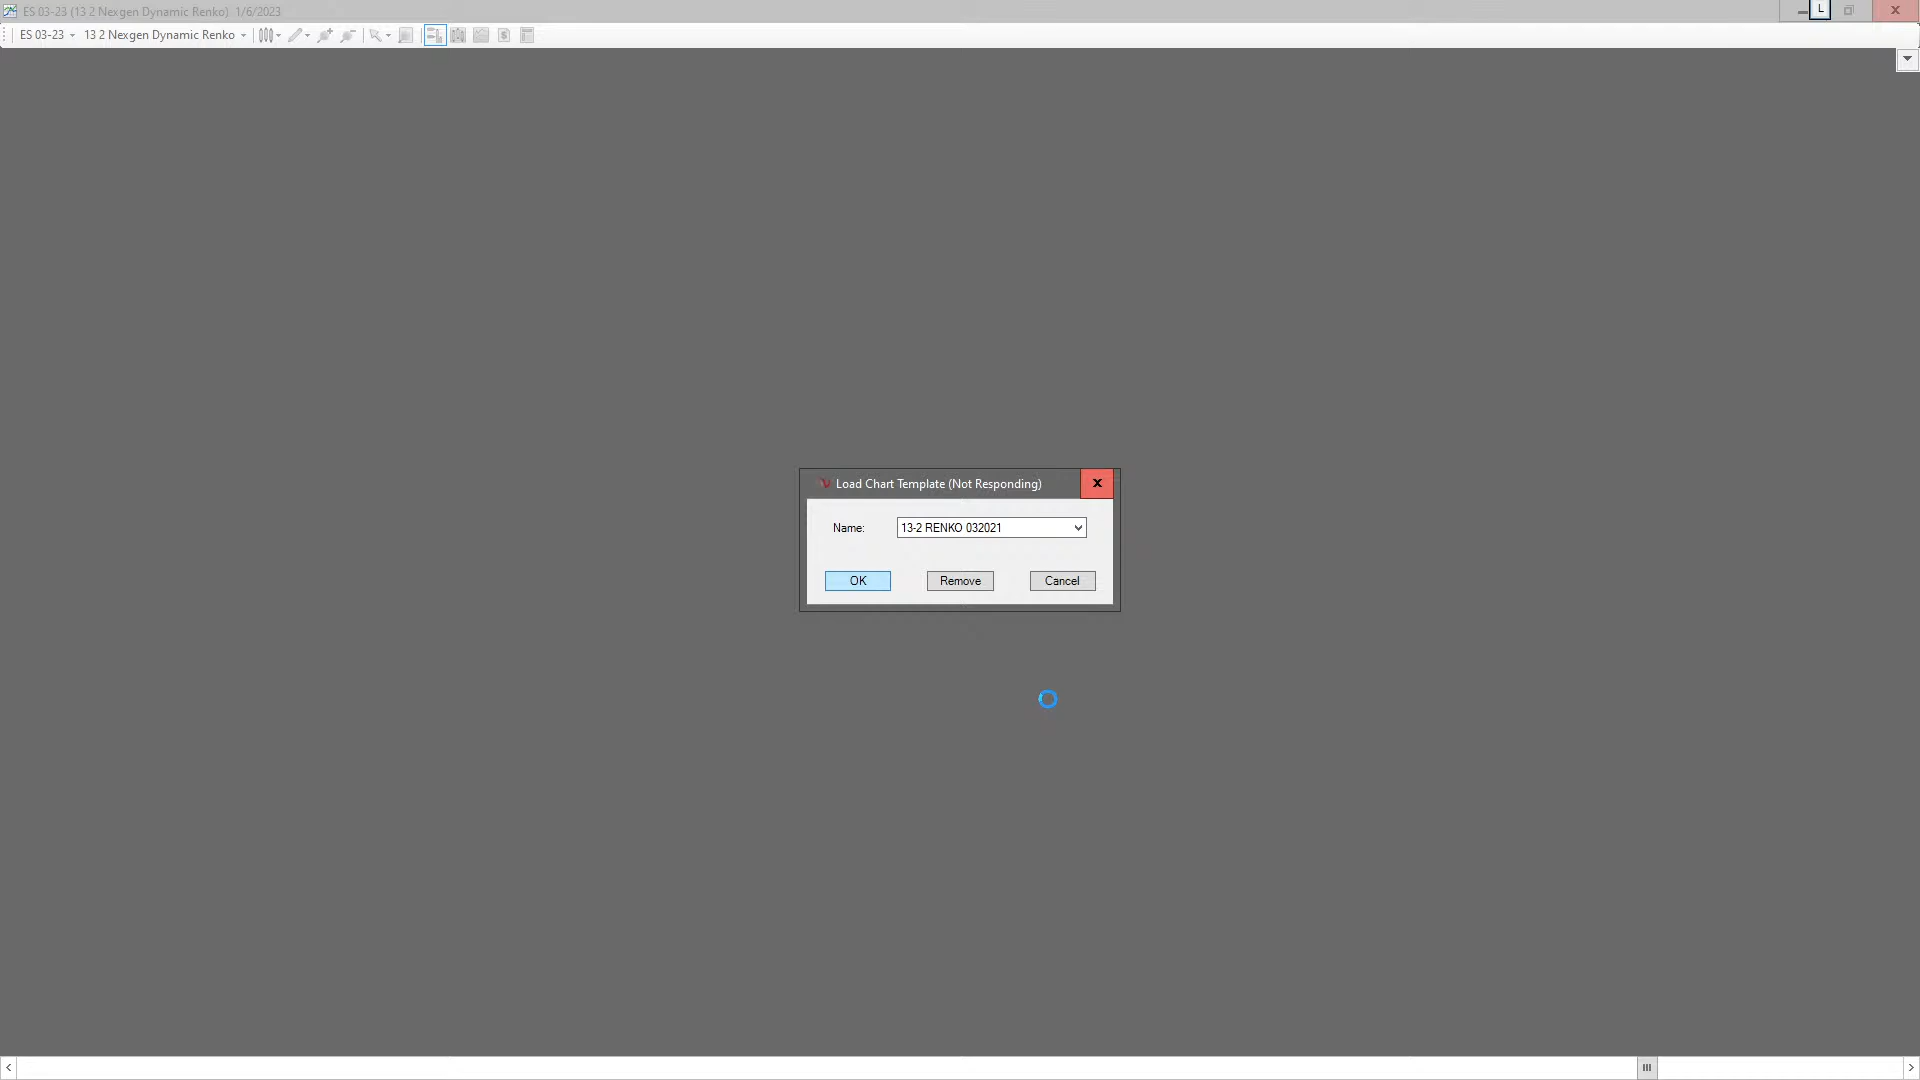 ES 03-23 (13 2 Nexgen Dynamic Renko) 1/6/2023
L
ES 03-23
13 2 Nexgen Dynamic Renko
Load Chart Template (Not Responding)
Name:
13-2 RENKO 032021
OK
Remove
Cancel